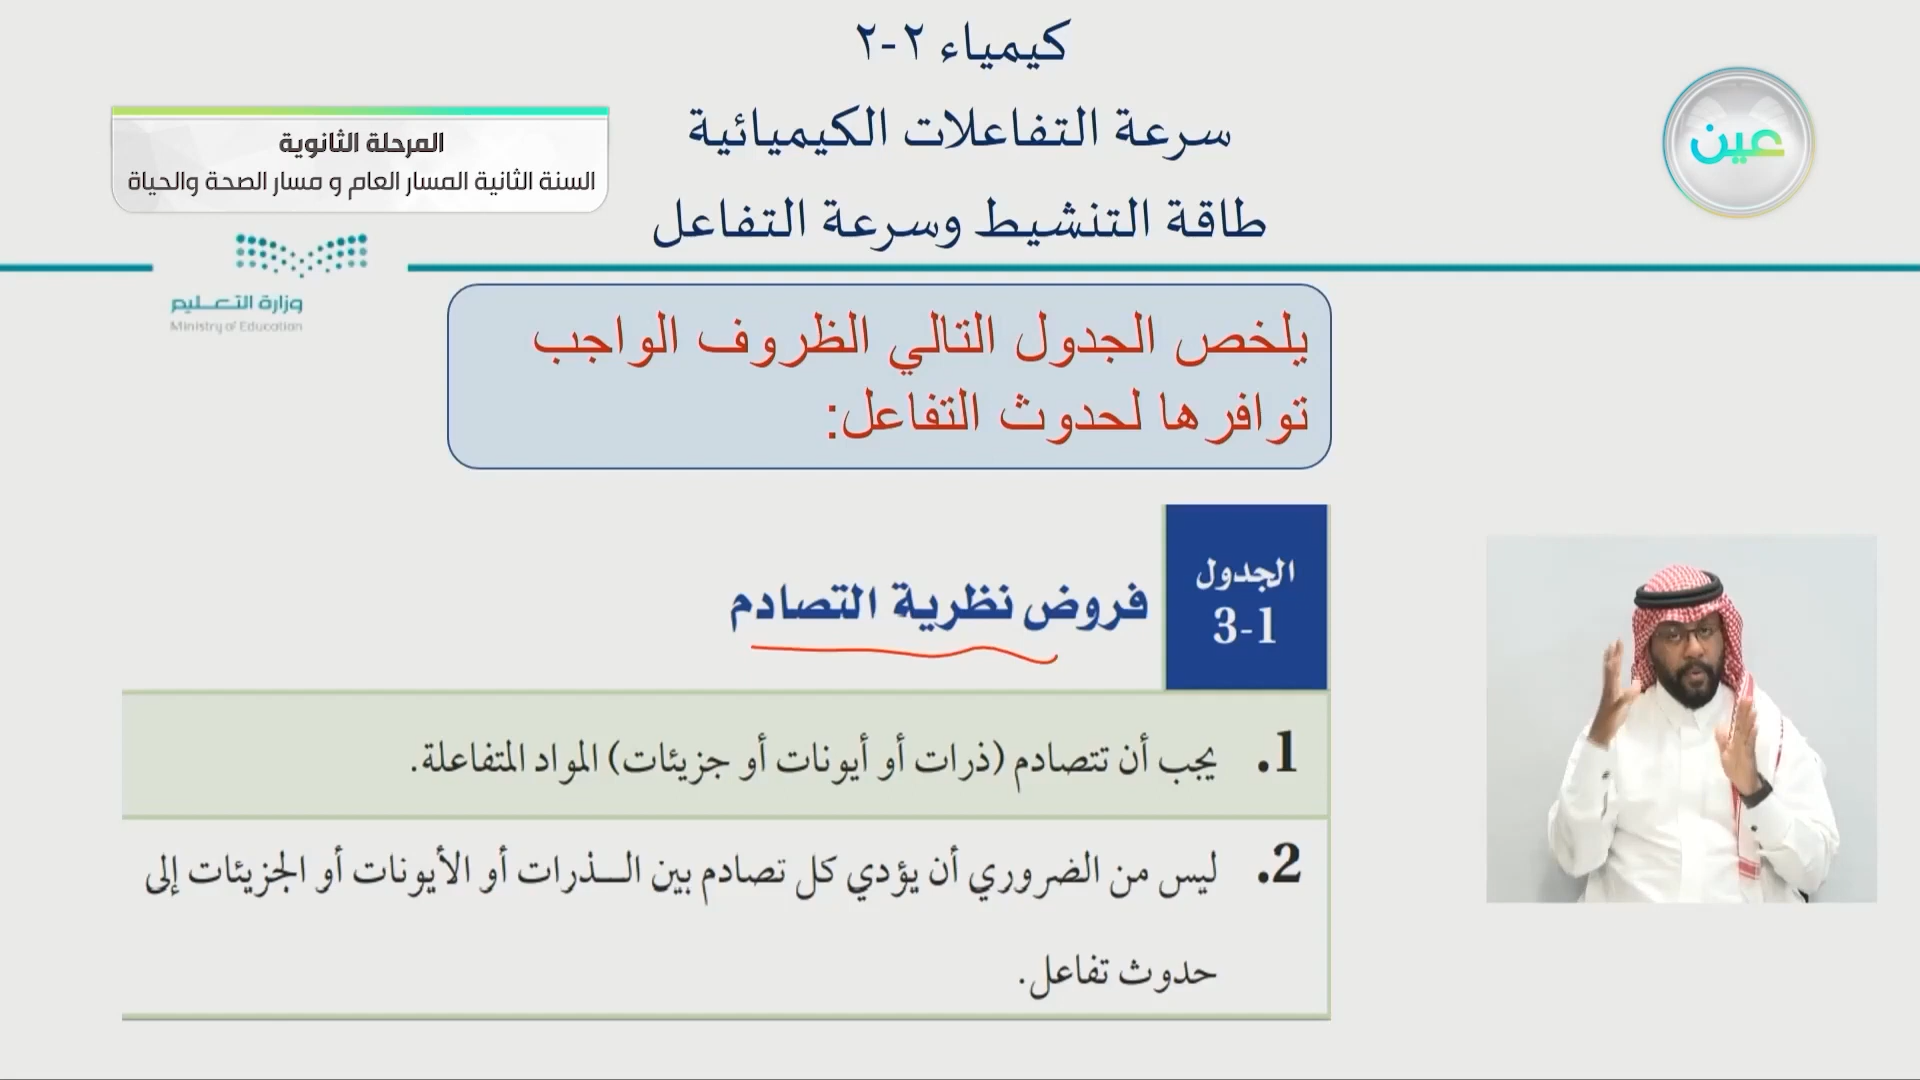 كيمياء ٢-٢
سرعة التفاعلات الكيميائية
طاقة التنشيط وسرعة التفاعل
عين
المرحلة الثانوية
السنة الثانية المسار العام و مسار الصحة والحياة
وزارة التعـليم
Ministry of Education
يلخص الجدول التالي الظروف الواجب
توافرها لحدوث التفاعل:
الجدول
3-1
فروض نظرية التصادم
1. يجب أن تتصادم (ذرات أو أيونات أو جزيئات) المواد المتفاعلة.
2. ليس من الضروري أن يؤدي كل تصادم بين الــذرات أو الأيونات أو الجزيئات إلى
حدوث تفاعل.